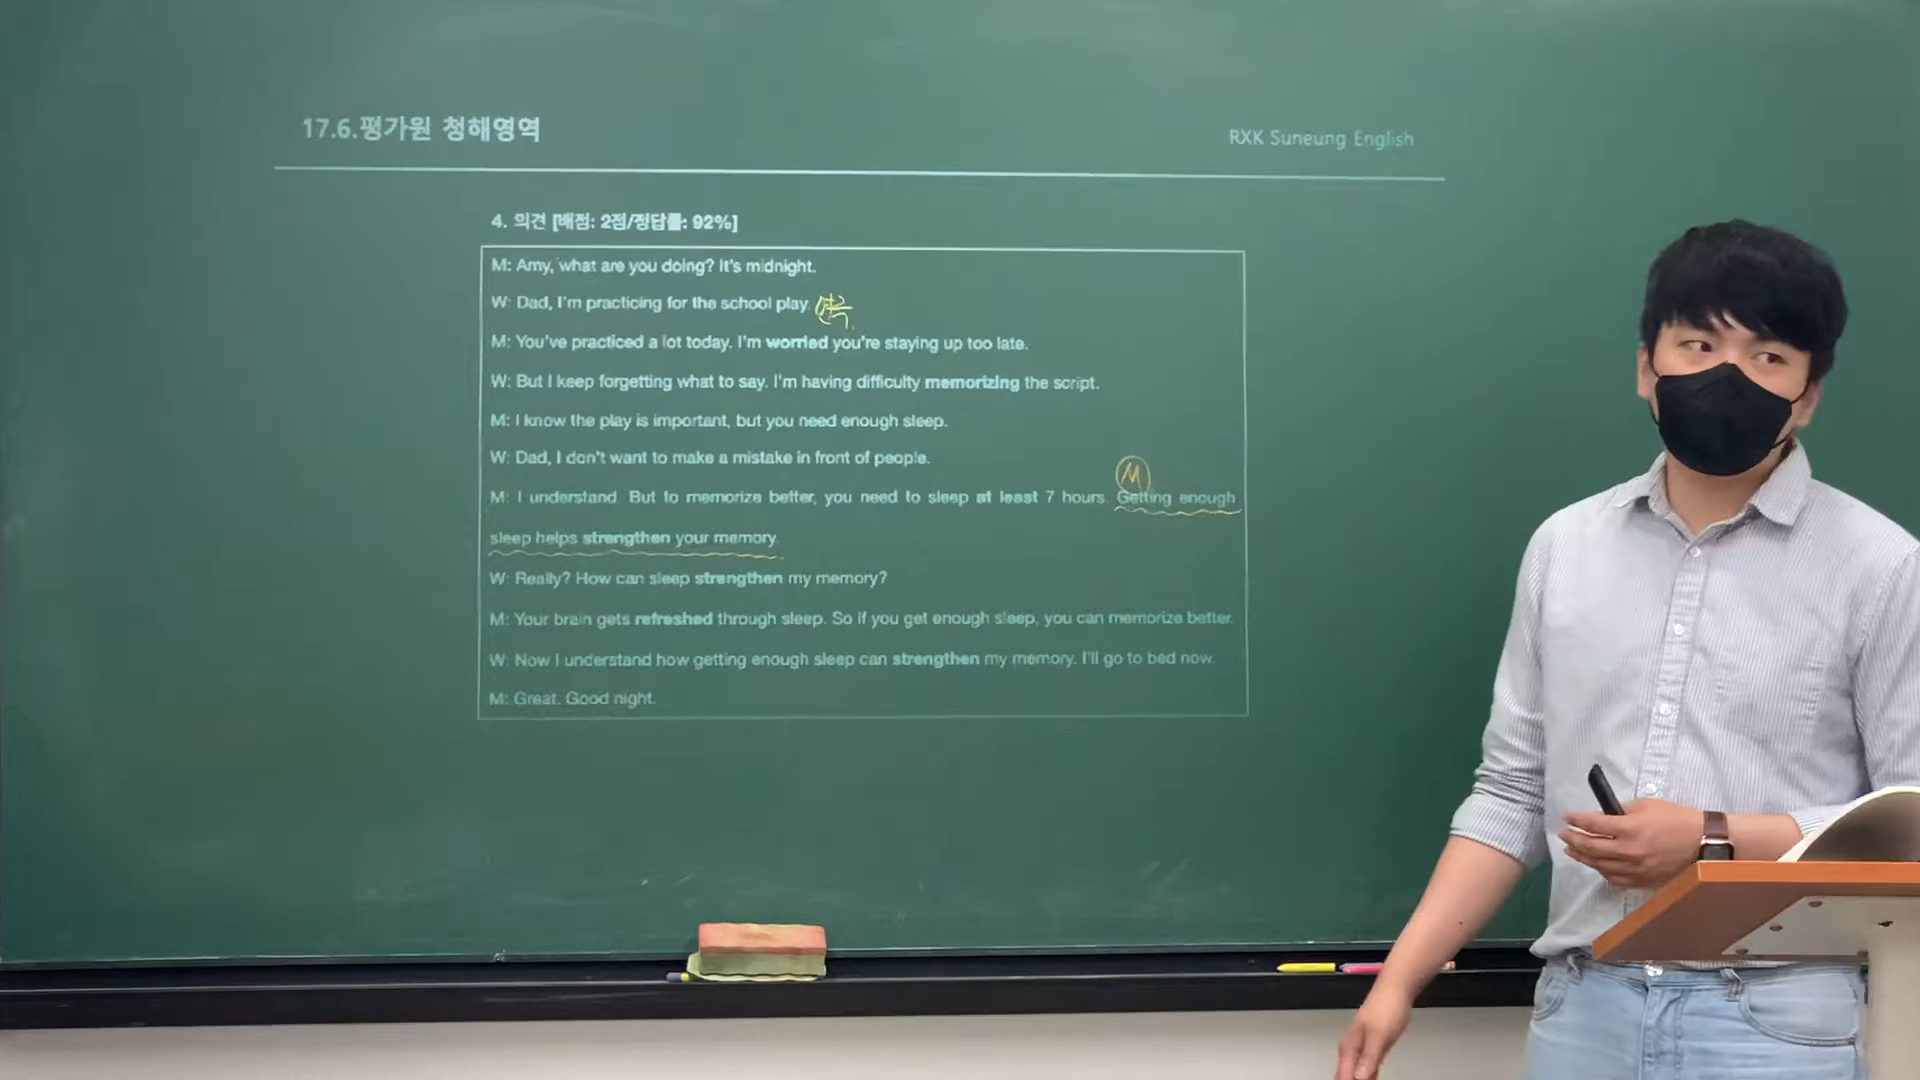 17.6.평가원 청해영역
RXK Suneung English
4. 의견 [배점: 2점/정답률: 92%]
M: Amy, what are you doing? It's midnight.
W: Dad, I'm practicing for the school play.
M: You've practiced a lot today. I'm worried you're staying up too late.
W: But I keep forgetting what to say. I'm having difficulty memorizing the script.
M: I know the play is important, but you need enough sleep.
W: Dad, I don't want to make a mistake in front of people.
M
M: I understand. But to memorize better, you need to sleep at least 7 hours. Getting enough
sleep helps strengthen your memory.
W: Really? How can sleep strengthen my memory?
M: Your brain gets refreshed through sleep. So if you get enough sleep, you can memorize better.
W: Now I understand how getting enough sleep can strengthen my memory. I'll go to bed now.
M: Great. Good night.